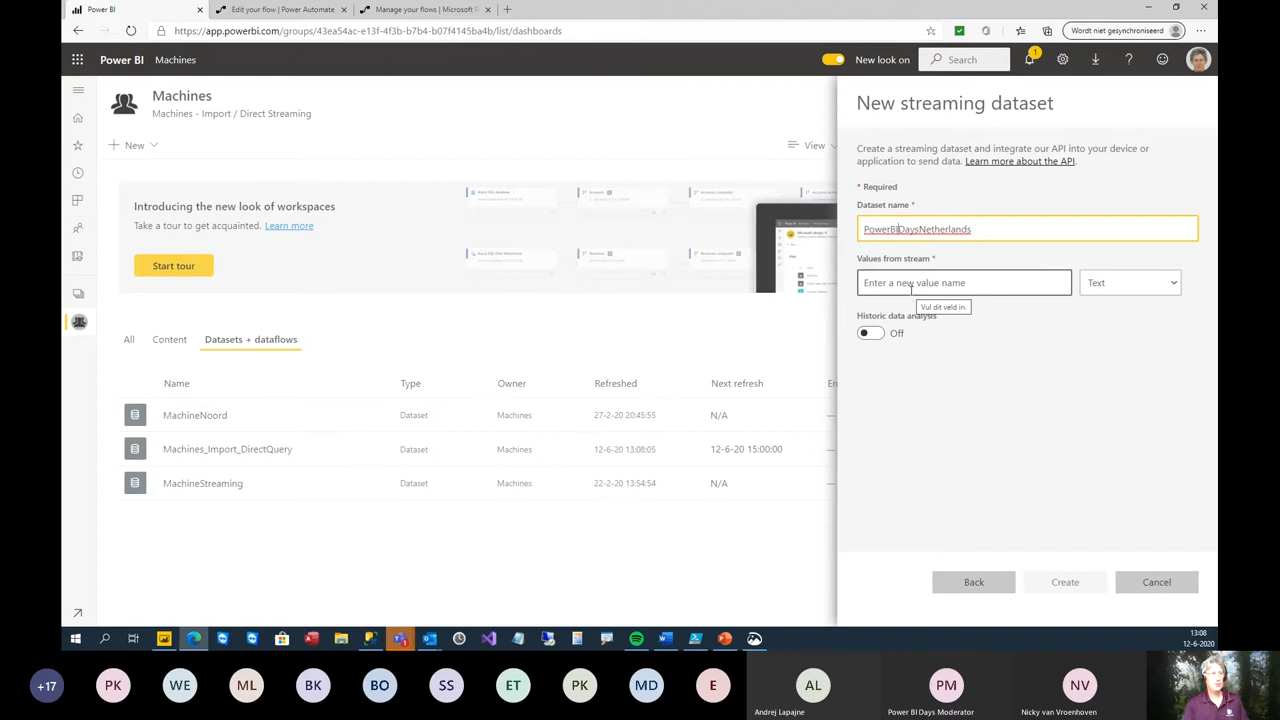 Power BI
Edit your flow | Power Automate
Manage your flows | Microsoft
https://app.powerbi.com/groups/43ea54ac-e13f-4f3b-b7b4-b07f4145ba4b/list/dashboards
Wordt niet gesynchroniseerd
Power BI Machines
New look on
Search
1
Machines
Machines - Import / Direct Streaming
New
View
Introducing the new look of workspaces
Take a tour to get acquainted. Learn more
Start tour
All Content Datasets + dataflows
Name Type Owner Refreshed Next refresh En
MachineNoord Dataset Machines 27-2-20 20:45:55 N/A —
Machines_Import_DirectQuery Dataset Machines 12-6-20 13:08:05 12-6-20 15:00:00 —
MachineStreaming Dataset Machines 22-2-20 13:54:54 N/A —
New streaming dataset
Create a streaming dataset and integrate our API into your device or
application to send data. Learn more about the API.
* Required
Dataset name *
PowerBIDaysNetherlands
Values from stream *
Enter a new value name
Text
Vul dit veld in.
Historic data analysis
Off
Back
Create
Cancel
13:08
12-6-2020
+17 PK WE ML BK BO SS ET PK MD E AL PM NV
Andrej Lapajne
Power BI Days Moderator
Nicky van Vroenhoven